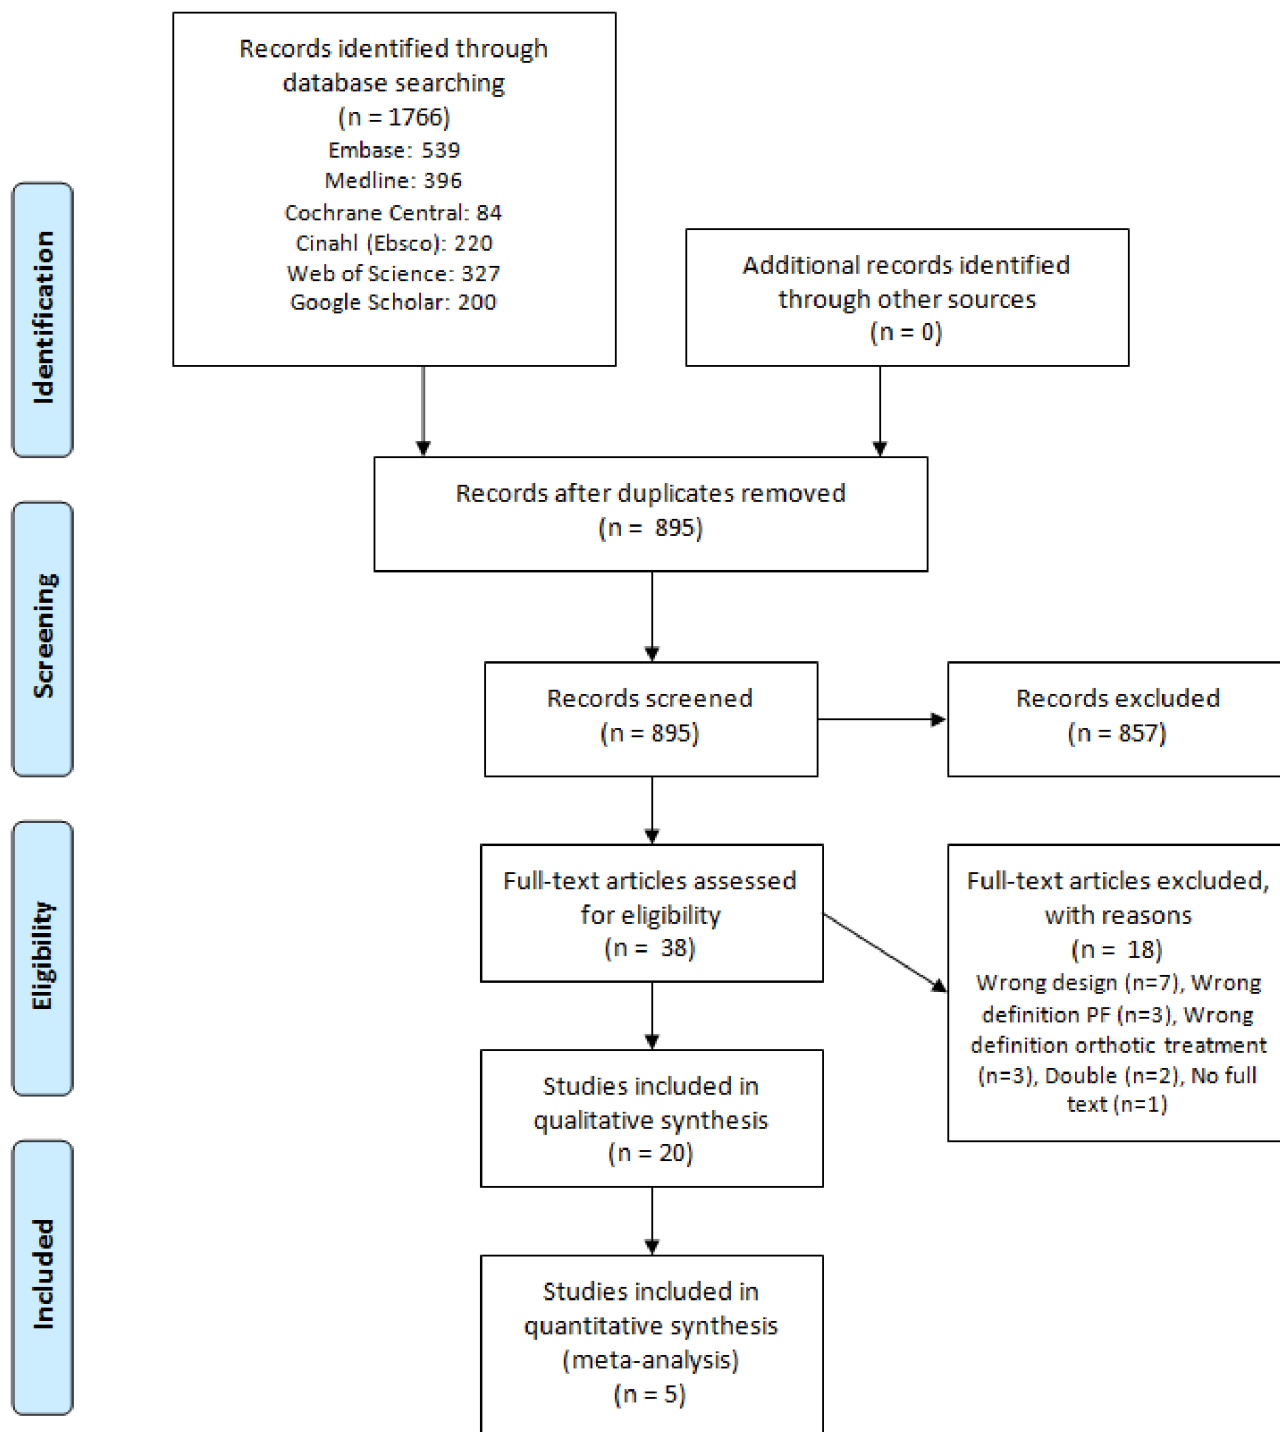 Records identified through
database searching
(n = 1766)
Embase: 539
Medline: 396
Cochrane Central: 84
Cinahl (Ebsco): 220
Web of Science: 327
Google Scholar: 200
Additional records identified
through other sources
(n = 0)
Identification
Records after duplicates removed
(n = 895)
Screening
Records screened
(n = 895)
Records excluded
(n = 857)
Eligibility
Full-text articles assessed
for eligibility
(n = 38)
Full-text articles excluded,
with reasons
(n = 18)
Wrong design (n=7), Wrong
definition PF (n=3), Wrong
definition orthotic treatment
(n=3), Double (n=2), No full
text (n=1)
Studies included in
qualitative synthesis
(n = 20)
Included
Studies included in
quantitative synthesis
(meta-analysis)
(n = 5)